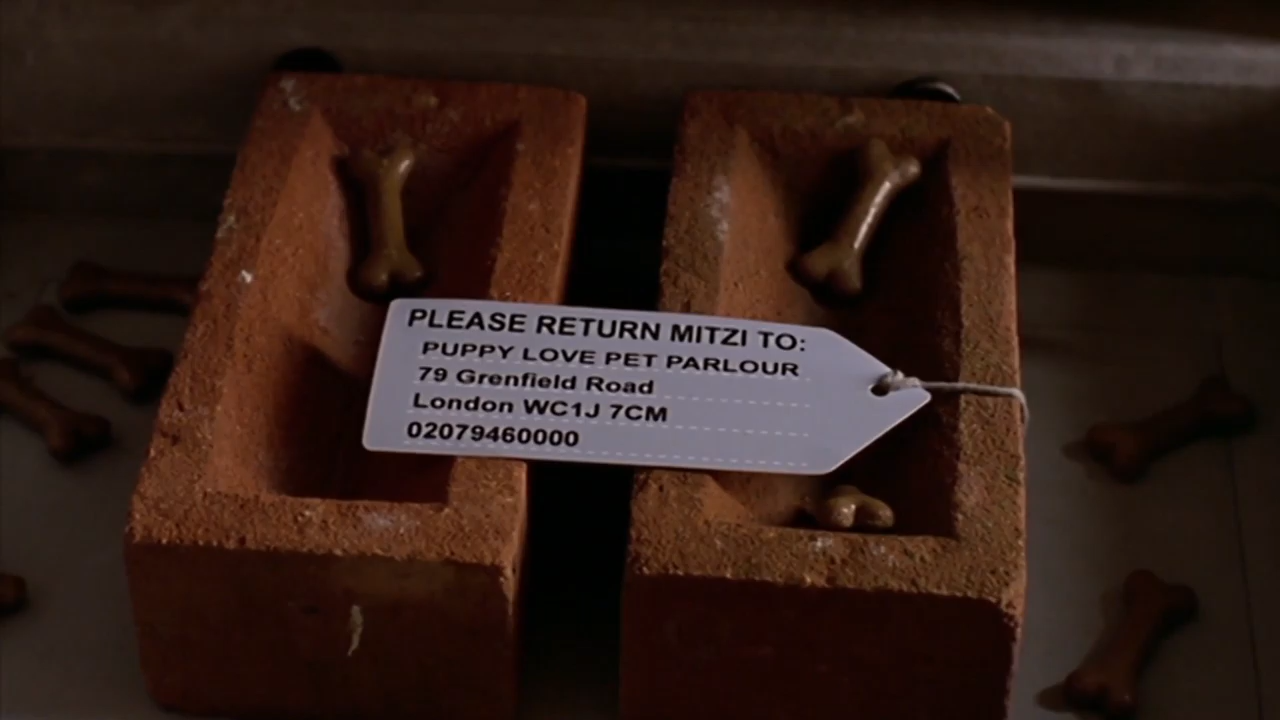 PLEASE RETURN MITZI TO:
PUPPY LOVE PET PARLOUR
79 Grenfield Road
London WC1J 7CM
02079460000